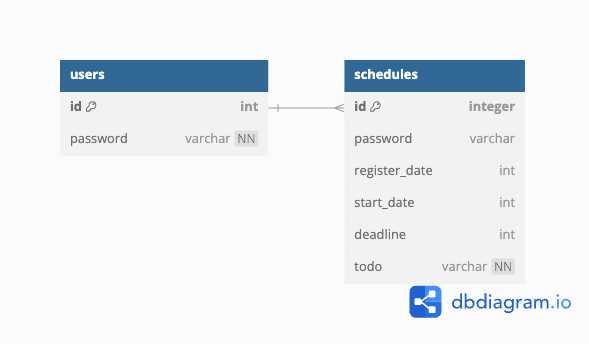 users
id int
password varchar NN
schedules
id integer
password varchar
register_date int
start_date int
deadline int
todo varchar NN
dbdiagram.io